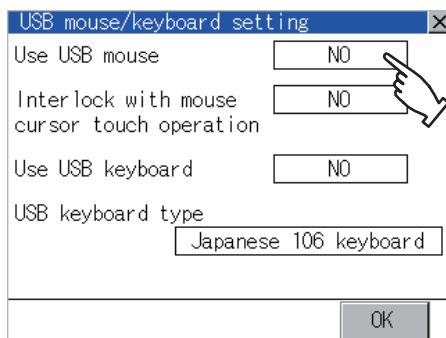 USB mouse/keyboard setting
Use USB mouse NO
Interlock with mouse NO
cursor touch operation
Use USB keyboard NO
USB keyboard type
Japanese 106 keyboard
OK